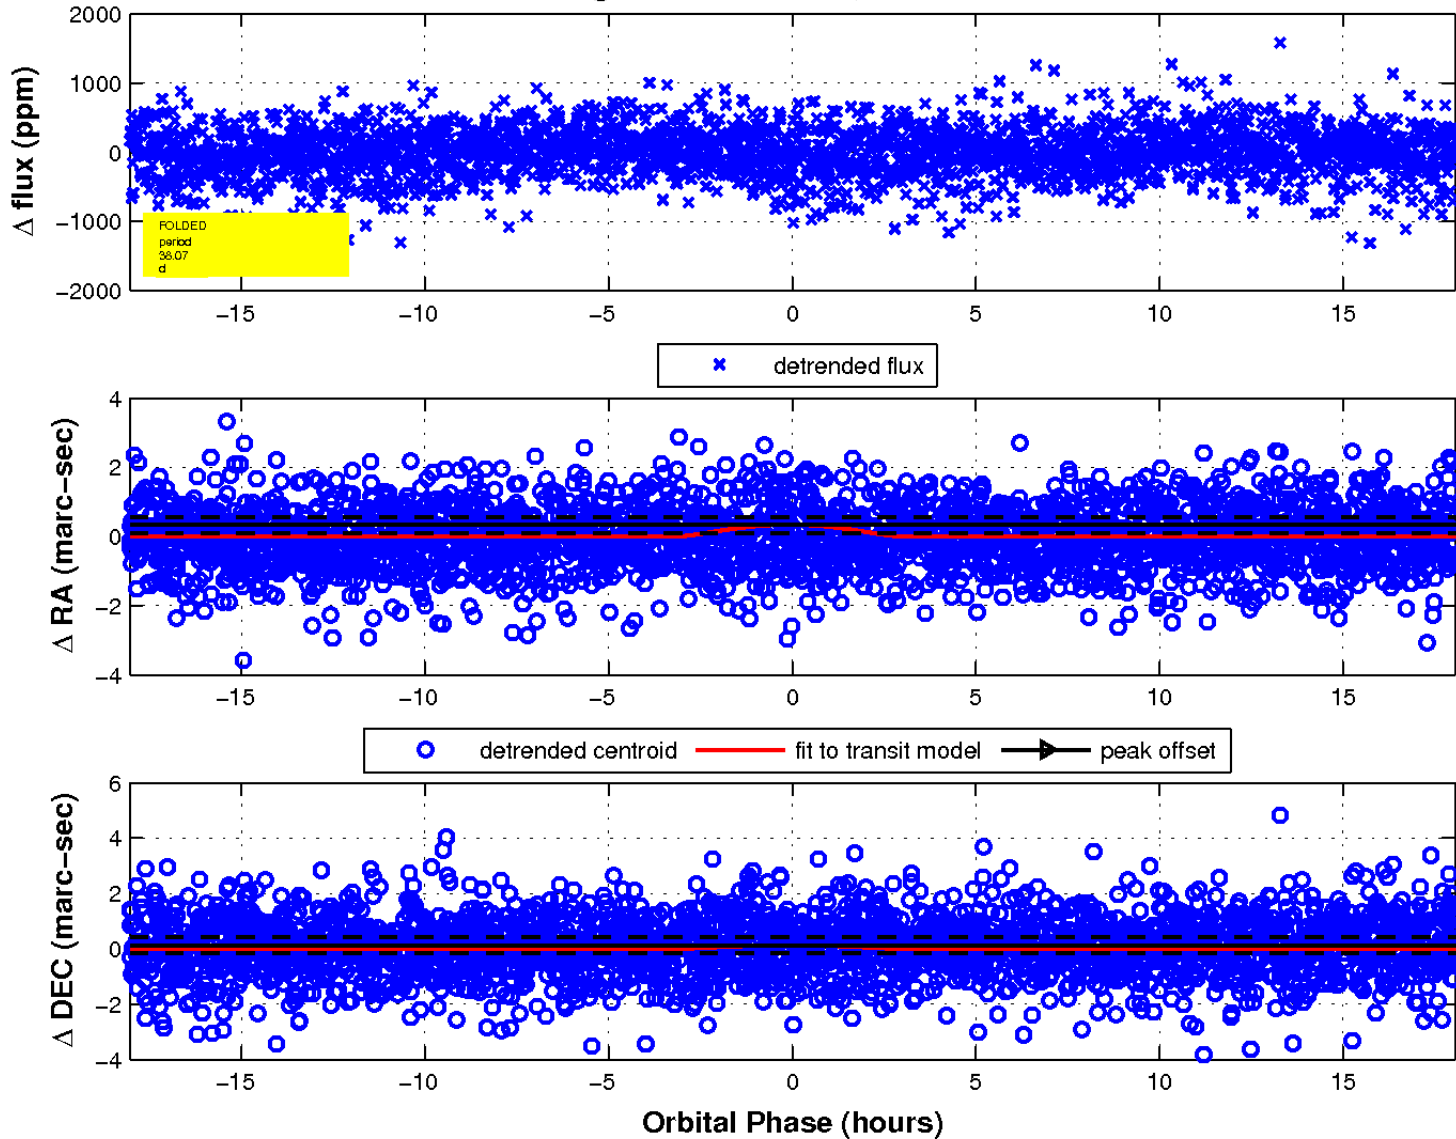 2000
1000
0
−1000
−2000
Δ flux (ppm)
FOLDED
period
38.07
d
−15 −10 −5 0 5 10 15
detrended flux
4
2
0
−2
−4
Δ RA (marc−sec)
−15 −10 −5 0 5 10 15
detrended centroid fit to transit model peak offset
6
4
2
0
−2
−4
Δ DEC (marc−sec)
−15 −10 −5 0 5 10 15
Orbital Phase (hours)